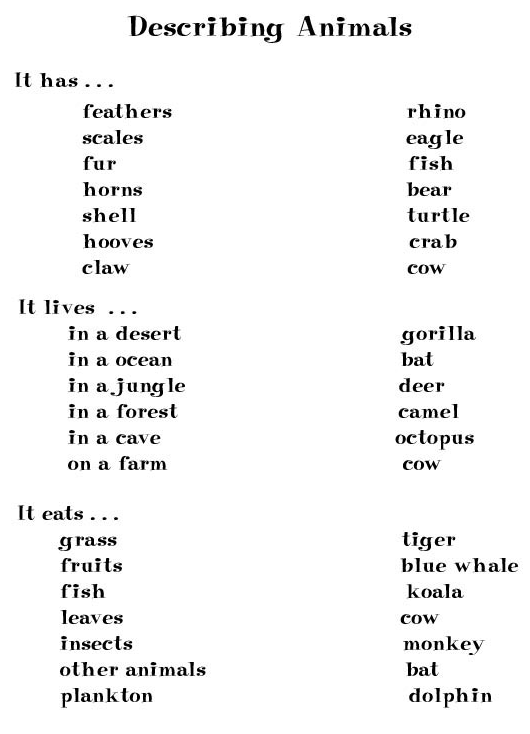 Describing Animals
It has . . .
feathers rhino
scales eagle
fur fish
horns bear
shell turtle
hooves crab
claw cow
It lives . . .
in a desert gorilla
in a ocean bat
in a jungle deer
in a forest camel
in a cave octopus
on a farm cow
It eats . . .
grass tiger
fruits blue whale
fish koala
leaves cow
insects monkey
other animals bat
plankton dolphin